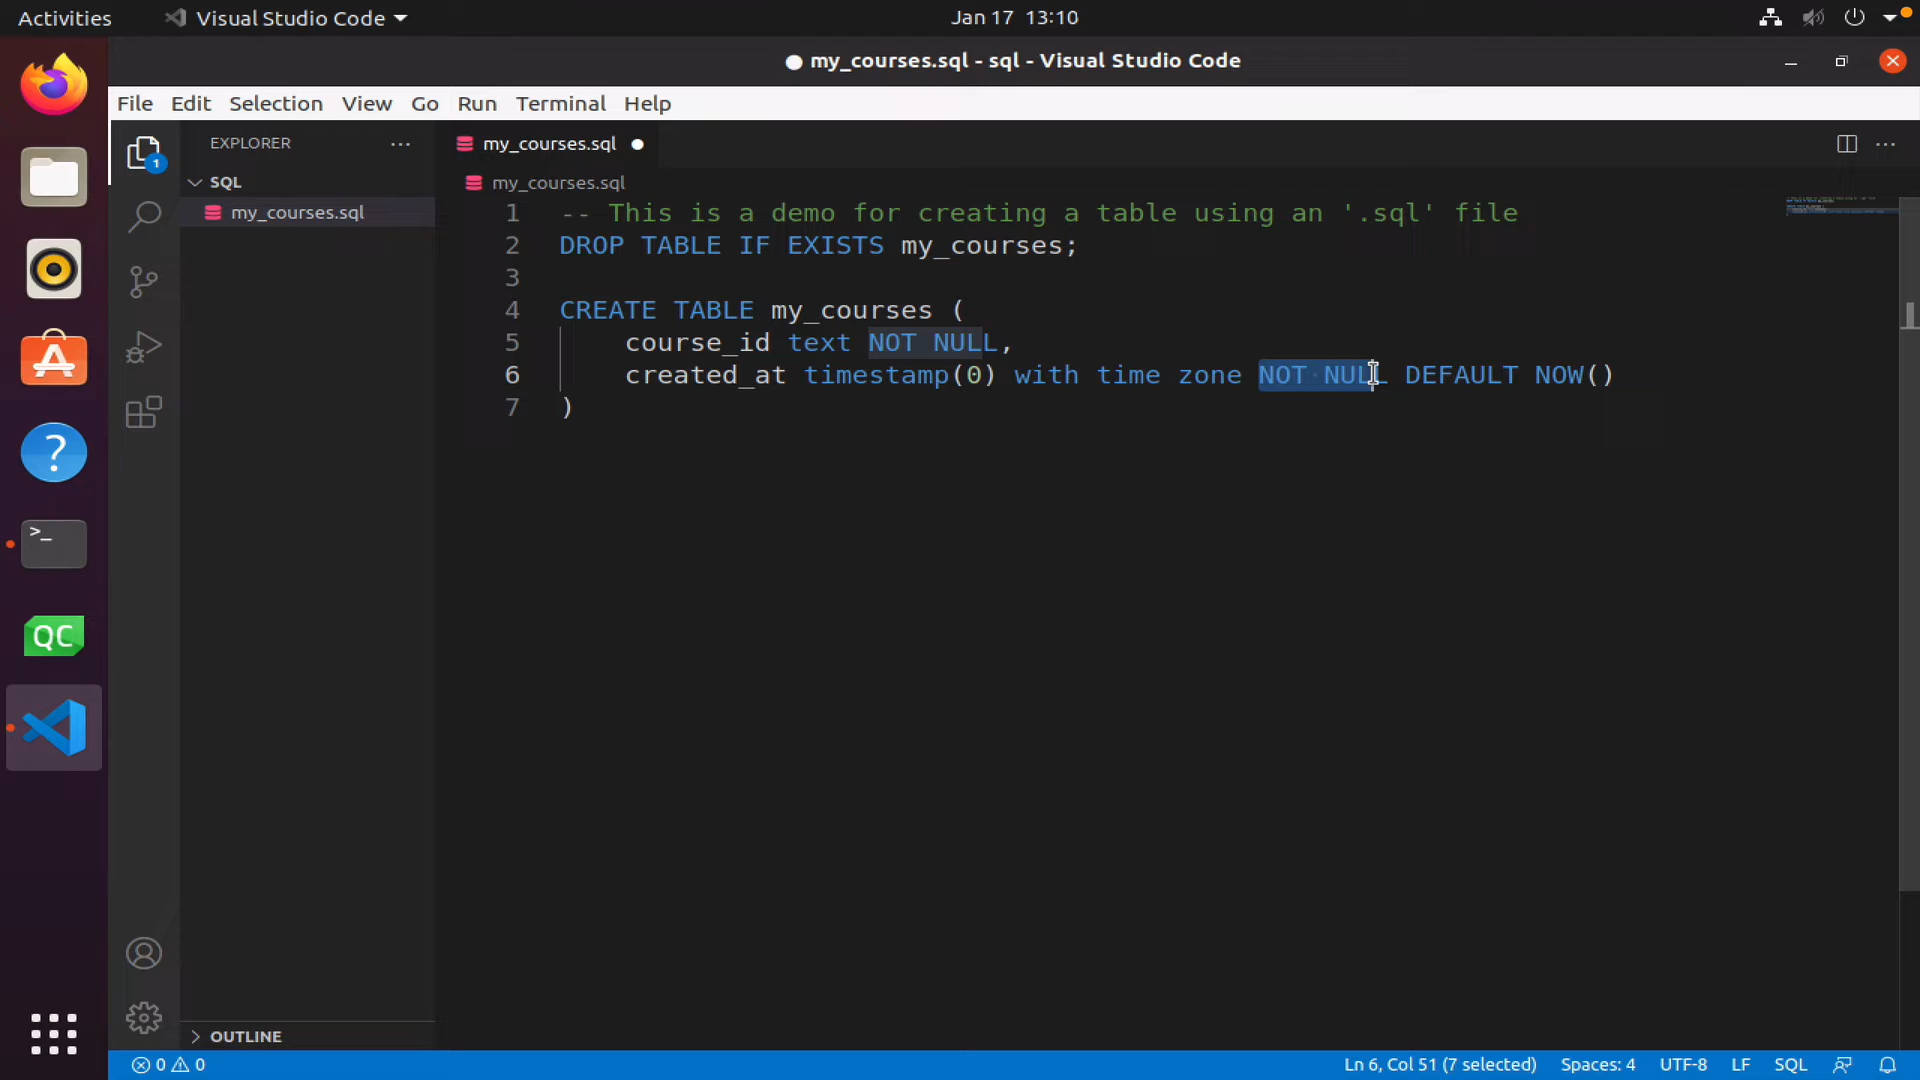 Activities
Visual Studio Code
Jan 17 13:10
● my_courses.sql - sql - Visual Studio Code
File Edit Selection View Go Run Terminal Help
EXPLORER
1
SQL
my_courses.sql
my_courses.sql
my_courses.sql
1 -- This is a demo for creating a table using an '.sql' file
2 DROP TABLE IF EXISTS my_courses;
3
4 CREATE TABLE my_courses (
5 course_id text NOT NULL,
6 created_at timestamp(0) with time zone NOT NULL DEFAULT NOW()
7 )
?
>_
QC
OUTLINE
0 0
Ln 6, Col 51 (7 selected) Spaces: 4 UTF-8 LF SQL